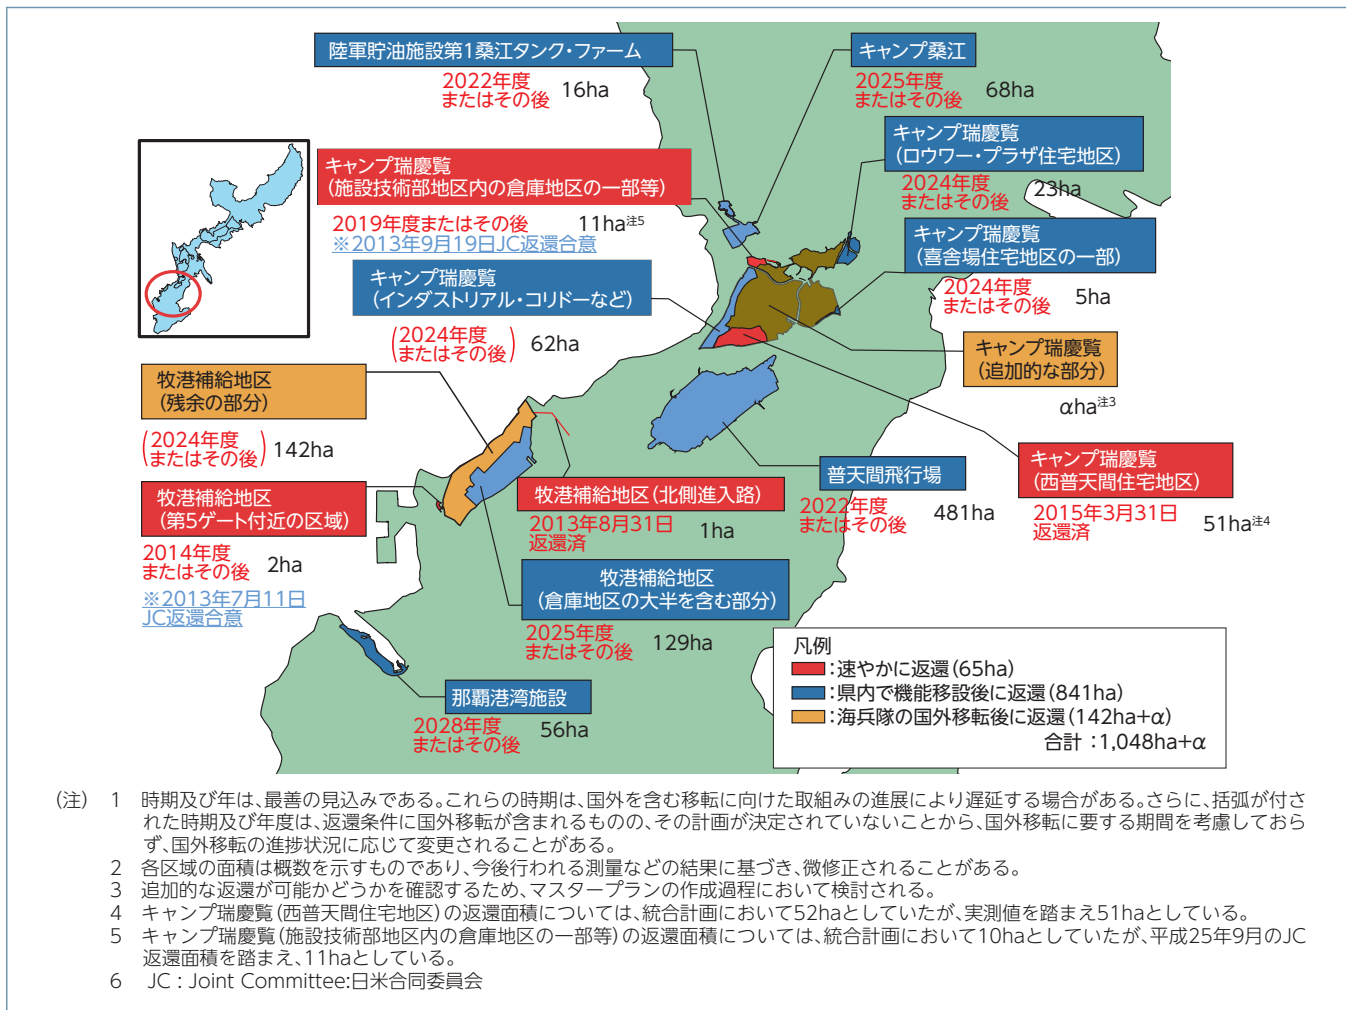 陸軍貯油施設第1桑江タンク・ファーム
2022年度
またはその後
16ha
キャンプ桑江
2025年度
またはその後
68ha
キャンプ瑞慶覧
(ロウワー・プラザ住宅地区)
2024年度
またはその後
23ha
キャンプ瑞慶覧
(施設技術部地区内の倉庫地区の一部等)
2019年度またはその後
11ha注5
※2013年9月19日JC返還合意
キャンプ瑞慶覧
(喜舎場住宅地区の一部)
2024年度
またはその後
5ha
キャンプ瑞慶覧
(インダストリアル・コリドーなど)
(2024年度
またはその後)
62ha
キャンプ瑞慶覧
(追加的な部分)
αha注3
牧港補給地区
(残余の部分)
(2024年度
またはその後)
142ha
キャンプ瑞慶覧
(西普天間住宅地区)
2015年3月31日
返還済
51ha注4
普天間飛行場
2022年度
またはその後
481ha
牧港補給地区(北側進入路)
2013年8月31日
返還済
1ha
牧港補給地区
(第5ゲート付近の区域)
2014年度
またはその後
2ha
※2013年7月11日
JC返還合意
牧港補給地区
(倉庫地区の大半を含む部分)
2025年度
またはその後
129ha
那覇港湾施設
2028年度
またはその後
56ha
凡例
:速やかに返還(65ha)
:県内で機能移設後に返還(841ha)
:海兵隊の国外移転後に返還(142ha+α)
合計 :1,048ha+α
(注) 1 時期及び年は、最善の見込みである。これらの時期は、国外を含む移転に向けた取組みの進展により遅延する場合がある。さらに、括弧が付さ
れた時期及び年度は、返還条件に国外移転が含まれるものの、その計画が決定されていないことから、国外移転に要する期間を考慮しておら
ず、国外移転の進捗状況に応じて変更されることがある。
2 各区域の面積は概数を示すものであり、今後行われる測量などの結果に基づき、微修正されることがある。
3 追加的な返還が可能かどうかを確認するため、マスタープランの作成過程において検討される。
4 キャンプ瑞慶覧(西普天間住宅地区)の返還面積については、統合計画において52haとしていたが、実測値を踏まえ51haとしている。
5 キャンプ瑞慶覧(施設技術部地区内の倉庫地区の一部等)の返還面積については、統合計画において10haとしていたが、平成25年9月のJC
返還面積を踏まえ、11haとしている。
6 JC : Joint Committee:日米合同委員会